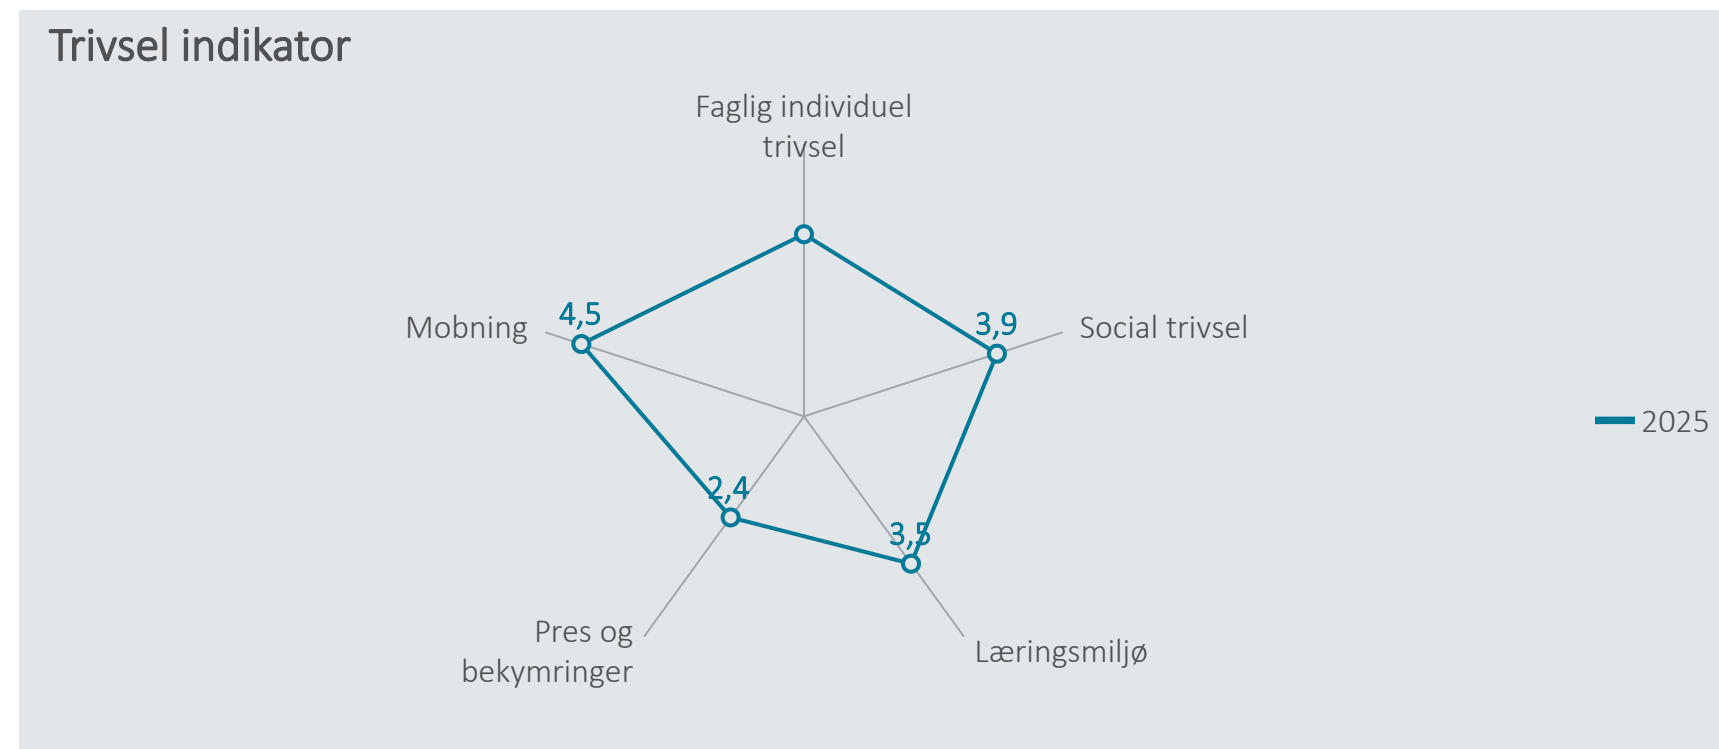 Trivsel indikator
Faglig individuel
trivsel
4,5
3,9
Mobning
Social trivsel
2025
2,4
3,5
Pres og
bekymringer
Læringsmiljø